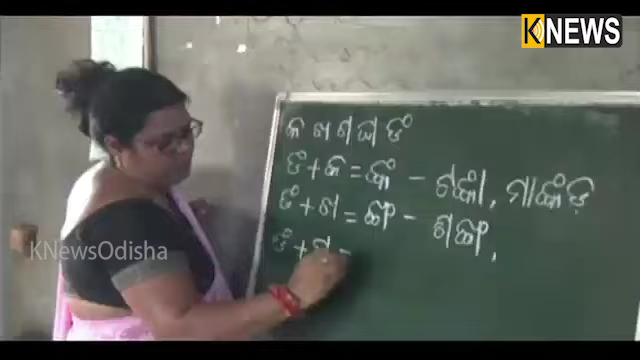 KNEWS
କ ଖ ଗ ଘ ଙ
ଙ + କ = ଙ୍କ - ଟଙ୍କା, ମାଙ୍କଡ଼
ଙ + ଖ = ଙ୍ଖ - ଶଙ୍ଖ,
ଙ + ଗ =
KNewsOdisha